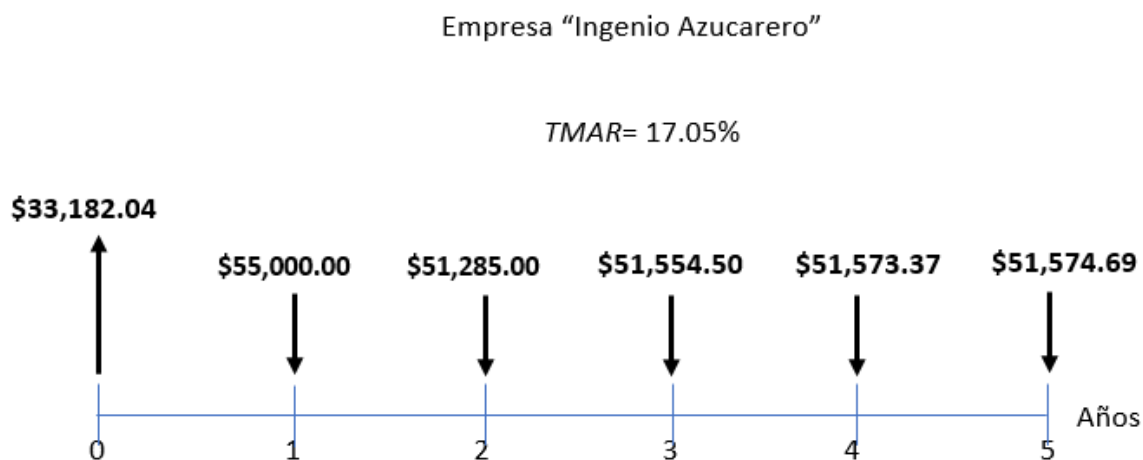 Empresa “Ingenio Azucarero”
TMAR= 17.05%
$33,182.04
$55,000.00 $51,285.00 $51,554.50 $51,573.37 $51,574.69
Años
0 1 2 3 4 5